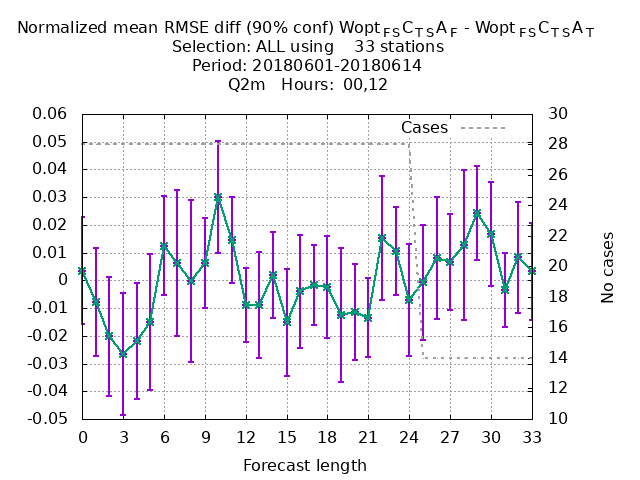 Normalized mean RMSE diff (90% conf) Wopt FS C TS A F - Wopt FS C TS A T
Selection: ALL using 33 stations
Period: 20180601-20180614
Q2m Hours: 00,12
0.06
0.05
0.04
0.03
0.02
0.01
0
-0.01
-0.02
-0.03
-0.04
-0.05
Cases
30
28
26
24
22
20
18
16
14
12
10
No cases
0 3 6 9 12 15 18 21 24 27 30 33
Forecast length